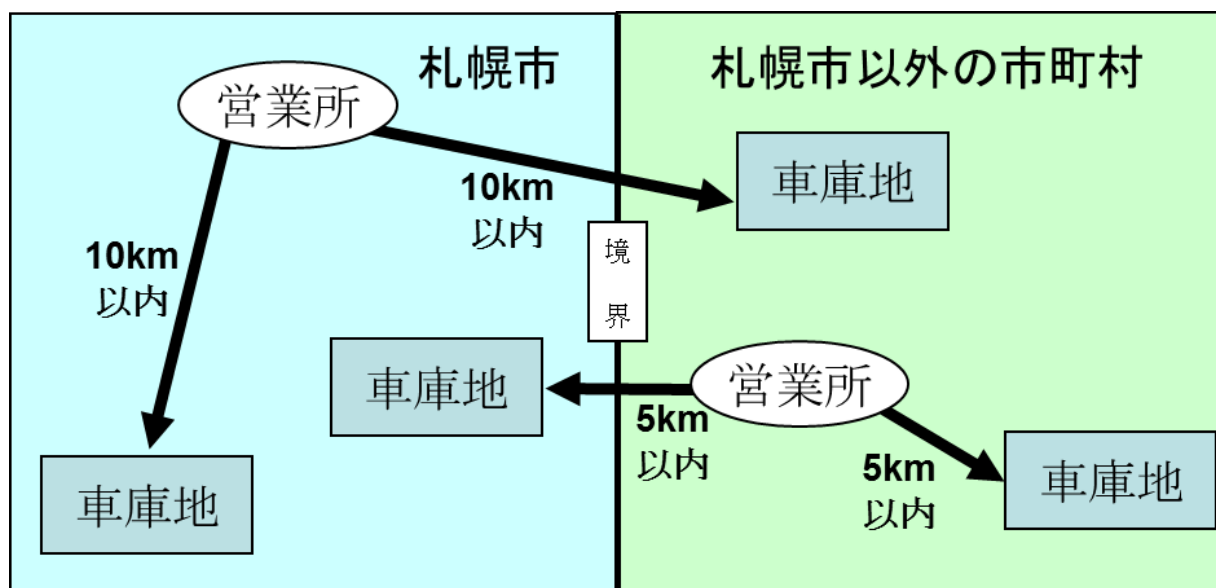 札幌市
札幌市以外の市町村
営業所
車庫地
10km
以内
10km
以内
境
界
車庫地
営業所
5km
以内
車庫地
5km
以内
車庫地